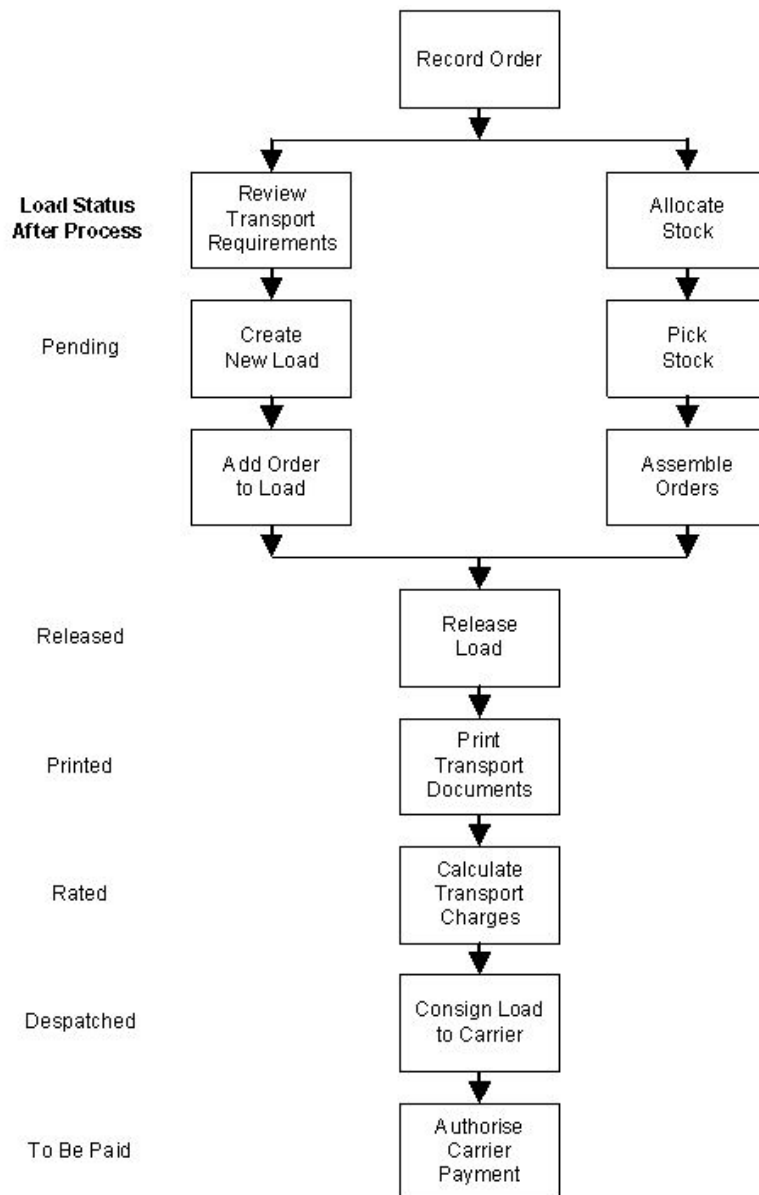 Record Order
Load Status
After Process
Review
Transport
Requirements
Allocate
Stock
Pending
Create
New Load
Pick
Stock
Add Order
to Load
Assemble
Orders
Released
Release
Load
Printed
Print
Transport
Documents
Rated
Calculate
Transport
Charges
Despatched
Consign Load
to Carrier
To Be Paid
Authorise
Carrier
Payment